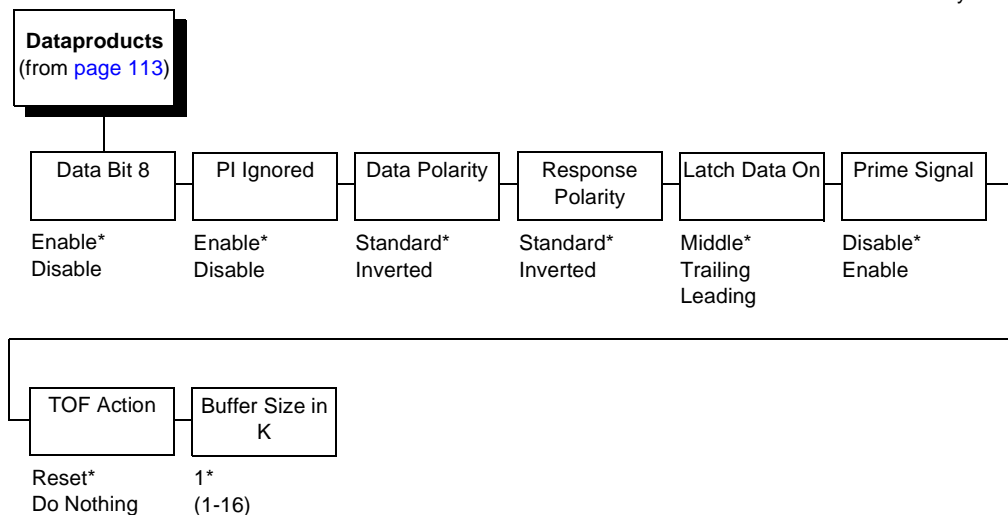 Dataproducts
(from page 113)
Data Bit 8
PI Ignored
Data Polarity
Response
Polarity
Latch Data On
Prime Signal
Enable*
Disable
Enable*
Disable
Standard*
Inverted
Standard*
Inverted
Middle*
Trailing
Leading
Disable*
Enable
TOF Action
Buffer Size in
K
Reset*
Do Nothing
1*
(1-16)